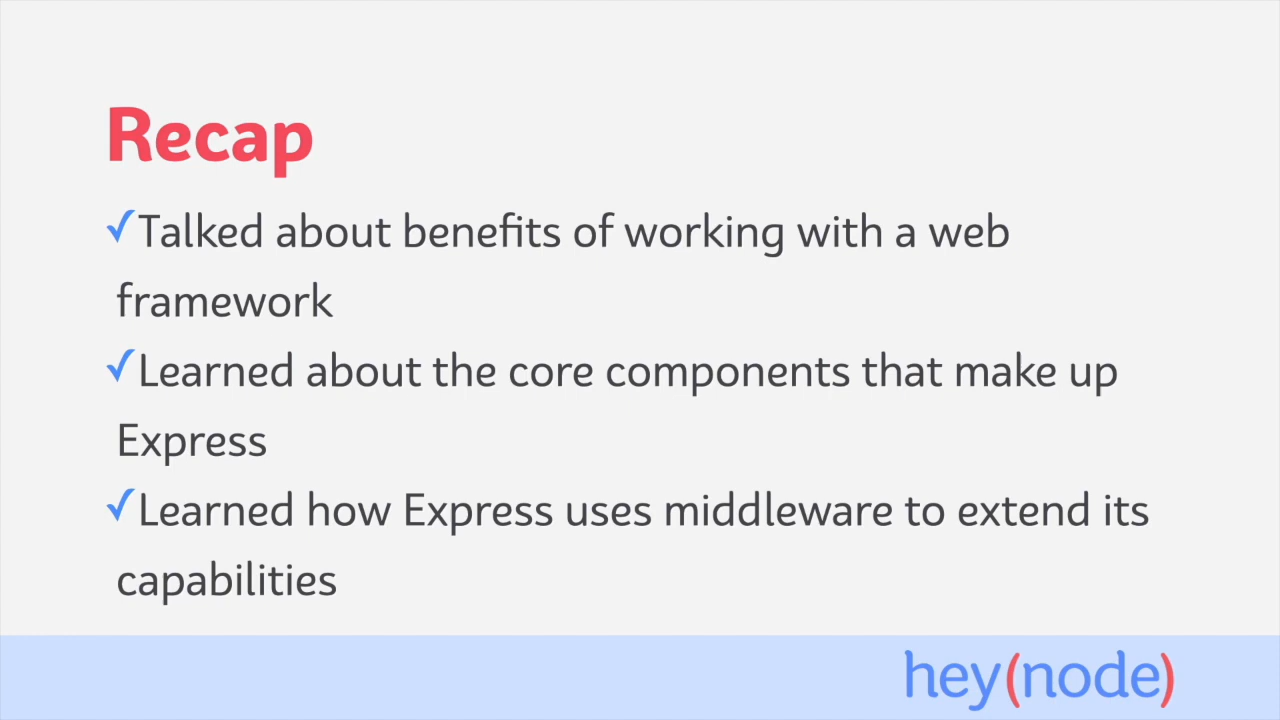 Recap
✓Talked about benefits of working with a web
framework
✓Learned about the core components that make up
Express
✓Learned how Express uses middleware to extend its
capabilities
hey(node)